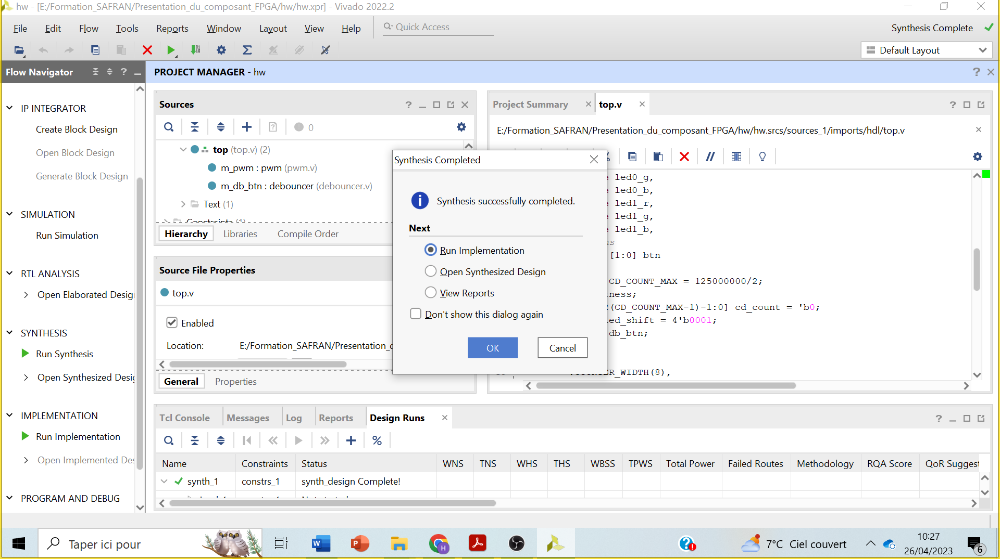 hw - [E:/Formation_SAFRAN/Presentation_du_composant_FPGA/hw/hw.xpr] - Vivado 2022.2
File Edit Flow Tools Reports Window Layout View Help Quick Access Synthesis Complete
Default Layout
Flow Navigator
PROJECT MANAGER - hw
IP INTEGRATOR
Create Block Design
Open Block Design
Generate Block Design
SIMULATION
Run Simulation
RTL ANALYSIS
Open Elaborated Design
SYNTHESIS
Run Synthesis
Open Synthesized Desig
IMPLEMENTATION
Run Implementation
Open Implemented Des
PROGRAM AND DEBUG
Sources
0
top (top.v) (2)
m_pwm : pwm (pwm.v)
m_db_btn : debouncer (debouncer.v)
Text (1)
Constraints (1)
Hierarchy Libraries Compile Order
Source File Properties
top.v
Enabled
Location: E:/Formation_SAFRAN/Presentation_d
General Properties
Project Summary top.v
E:/Formation_SAFRAN/Presentation_du_composant_FPGA/hw/hw.srcs/sources_1/imports/hdl/top.v
led0_g,
led0_b,
led1_r,
led1_g,
led1_b,
ns
[1:0] btn
CD_COUNT_MAX = 125000000/2;
tness;
2(CD_COUNT_MAX-1)-1:0] cd_count = 'b0;
led_shift = 4'b0001;
db_btn;
ER_WIDTH(8),
Synthesis Completed
Synthesis successfully completed.
Next
Run Implementation
Open Synthesized Design
View Reports
Don't show this dialog again
OK Cancel
Tcl Console Messages Log Reports Design Runs
Name Constraints Status WNS TNS WHS THS WBSS TPWS Total Power Failed Routes Methodology RQA Score QoR Suggest
synth_1 constrs_1 synth_design Complete!
Taper ici pour
7°C Ciel couvert
10:27
26/04/2023
6